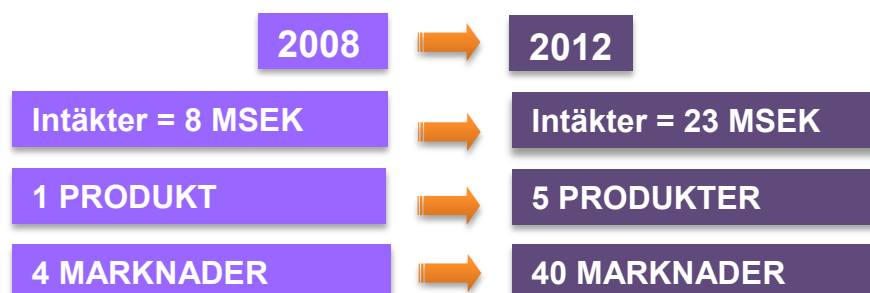 2008
2012
Intäkter = 8 MSEK
Intäkter = 23 MSEK
1 PRODUKT
5 PRODUKTER
4 MARKNADER
40 MARKNADER